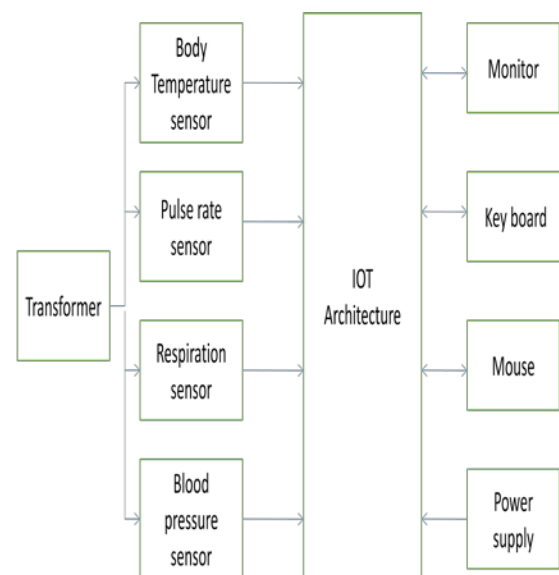 Transformer
Body
Temperature
sensor
Pulse rate
sensor
Respiration
sensor
Blood
pressure
sensor
IOT
Architecture
Monitor
Key board
Mouse
Power
supply